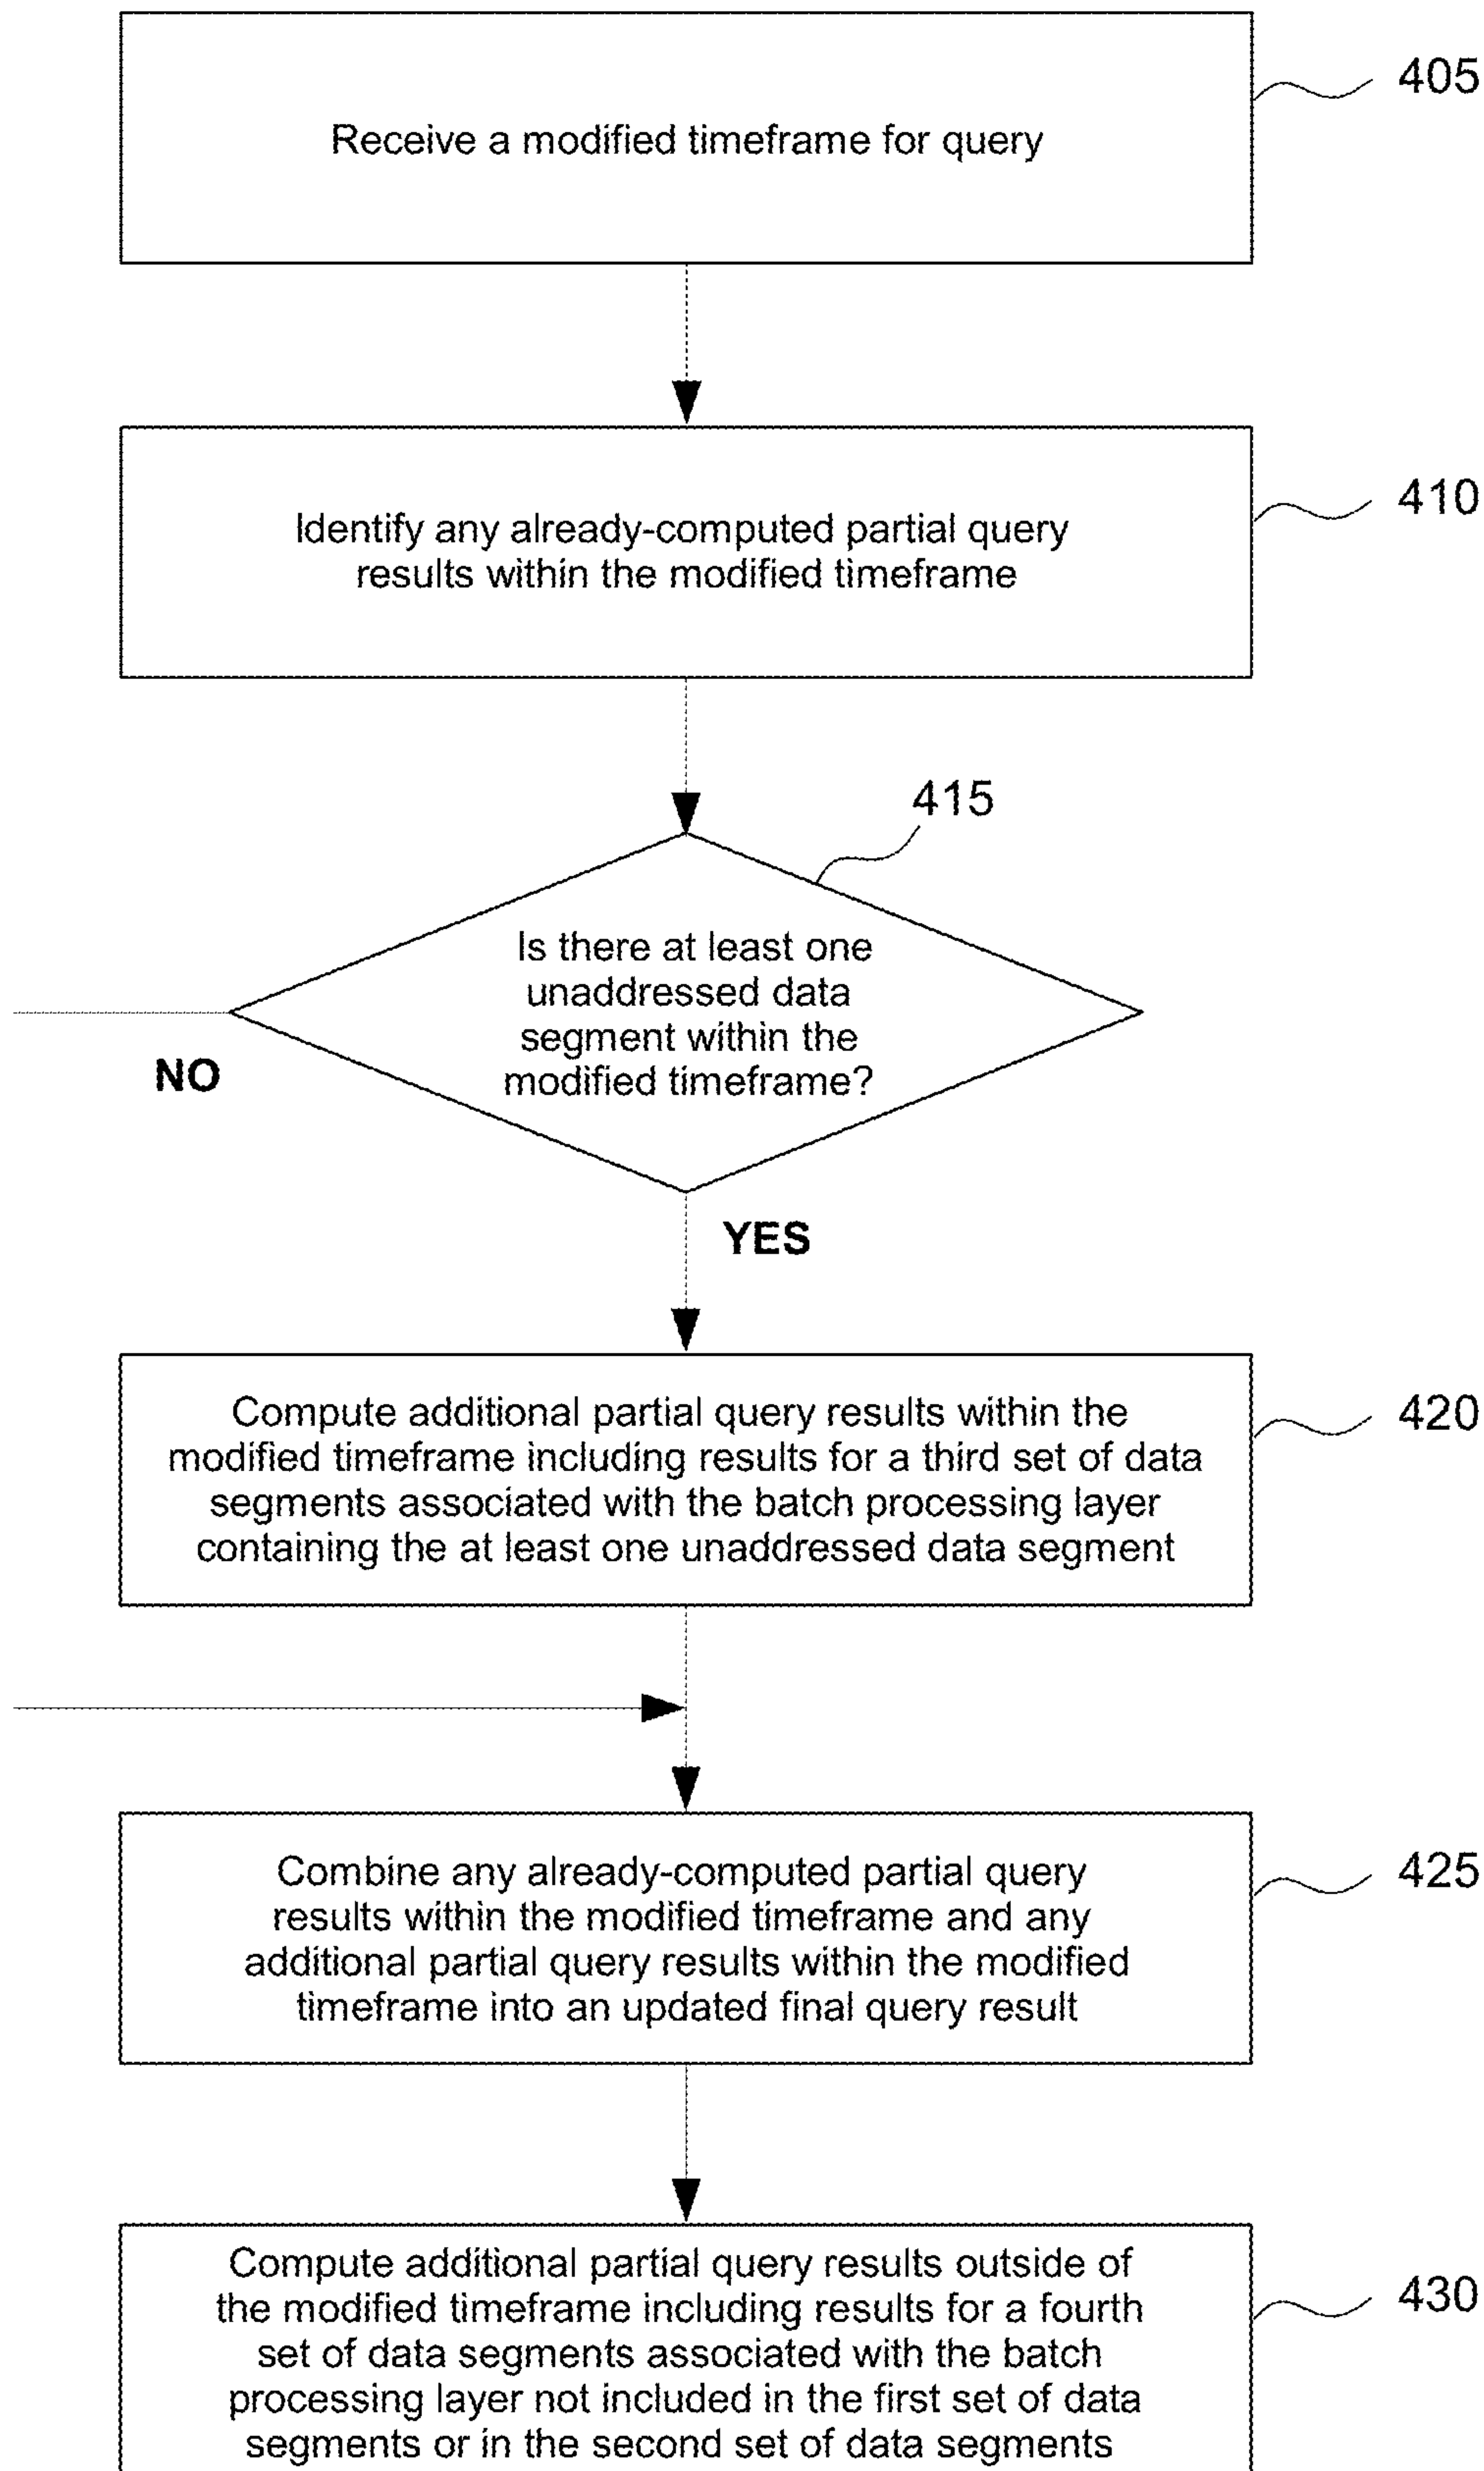 405
Receive a modified timeframe for query
410
Identify any already-computed partial query
results within the modified timeframe
415
Is there at least one
unaddressed data
segment within the
modified timeframe?
NO
YES
420
Compute additional partial query results within the
modified timeframe including results for a third set of data
segments associated with the batch processing layer
containing the at least one unaddressed data segment
425
Combine any already-computed partial query
results within the modified timeframe and any
additional partial query results within the modified
timeframe into an updated final query result
430
Compute additional partial query results outside of
the modified timeframe including results for a fourth
set of data segments associated with the batch
processing layer not included in the first set of data
segments or in the second set of data segments